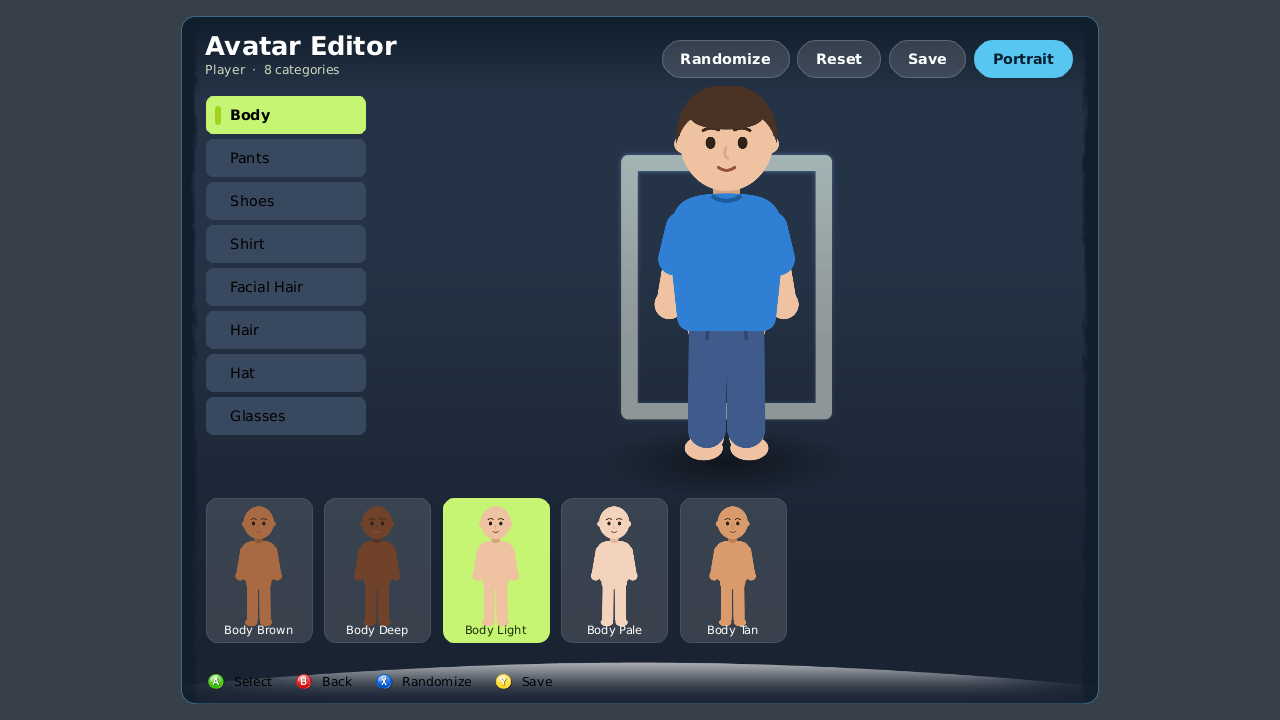 Avatar Editor
Player · 8 categories
Randomize
Reset
Save
Portrait
Body
Pants
Shoes
Shirt
Facial Hair
Hair
Hat
Glasses
Body Brown
Body Deep
Body Light
Body Pale
Body Tan
A Select B Back X Randomize Y Save